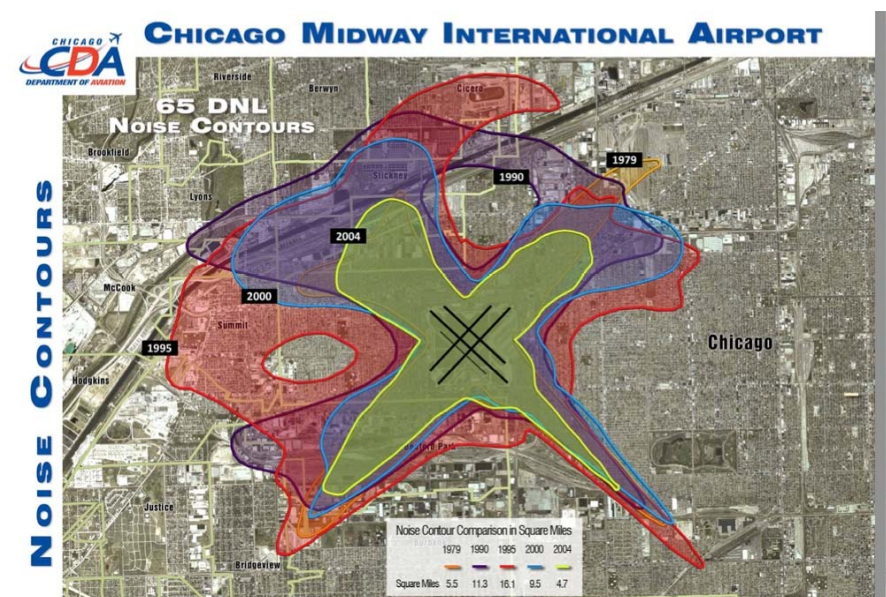 CHICAGO
CDA
DEPARTMENT OF AVIATION
CHICAGO MIDWAY INTERNATIONAL AIRPORT
65 DNL
NOISE CONTOURS
NOISE CONTOURS
Riverside
Berwyn
Cicero
Brookfield
1979
Stickney
1990
Lyons
2004
McCook
2000
Summit
1995
Chicago
Hodgkins
Justice
Bridgeview
Noise Contour Comparison in Square Miles
1979 1990 1995 2000 2004
Square Miles 5.5 11.3 16.1 9.5 4.7